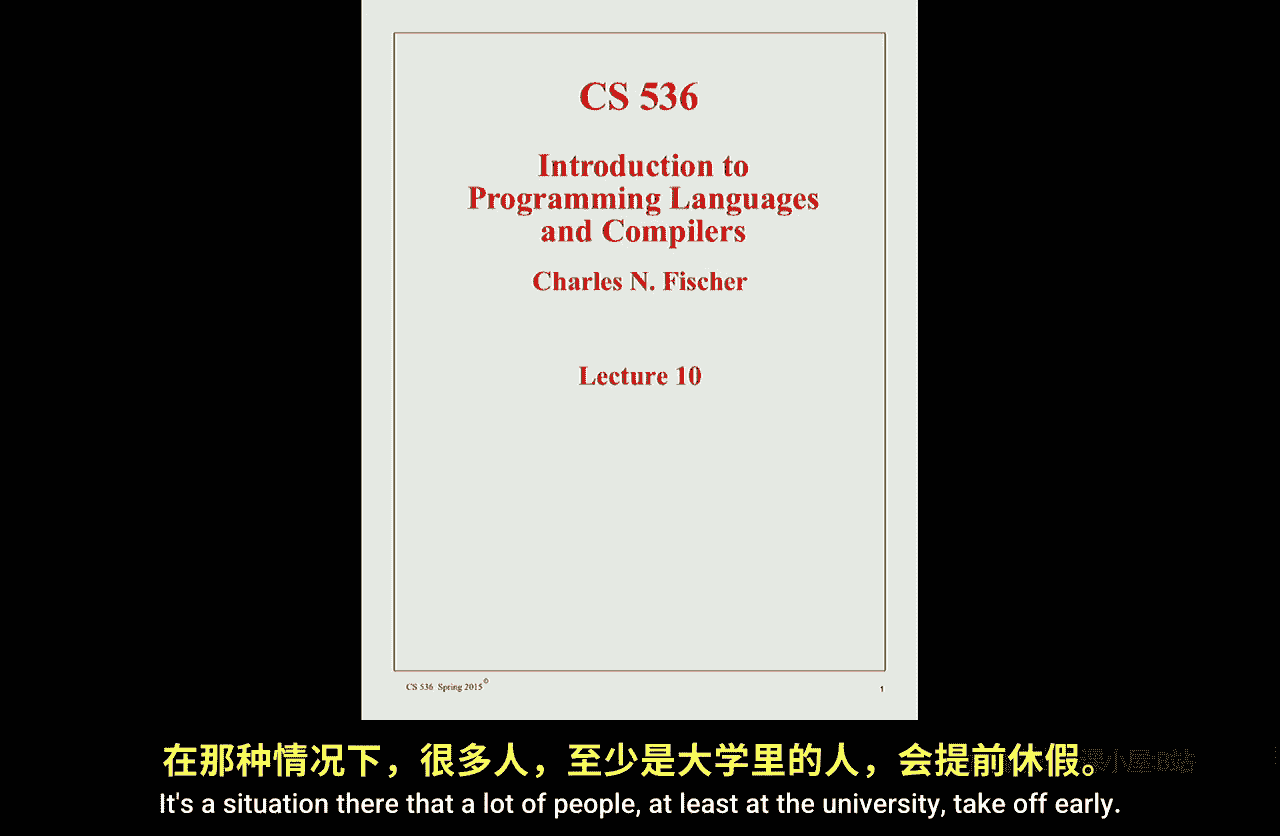 CS 536
Introduction to
Programming Languages
and Compilers
Charles N. Fischer
Lecture 10
CS 536 Spring 2015©
1
在那种情况下，很多人，至少是大学里的人，会提前休假。
It's a situation there that a lot of people, at least at the university, take off early.